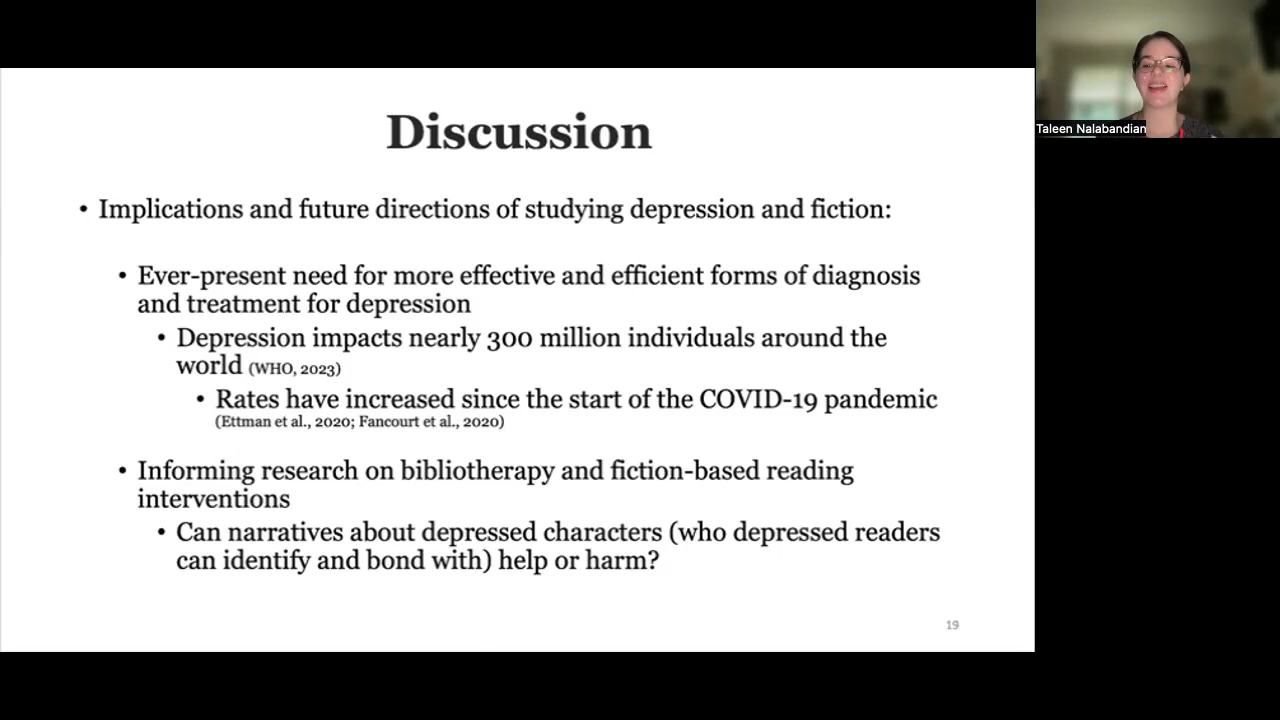 Discussion
• Implications and future directions of studying depression and fiction:
• Ever-present need for more effective and efficient forms of diagnosis
and treatment for depression
• Depression impacts nearly 300 million individuals around the
world (WHO, 2023)
• Rates have increased since the start of the COVID-19 pandemic
(Ettman et al., 2020; Fancourt et al., 2020)
• Informing research on bibliotherapy and fiction-based reading
interventions
• Can narratives about depressed characters (who depressed readers
can identify and bond with) help or harm?
19
Taleen Nalabandian